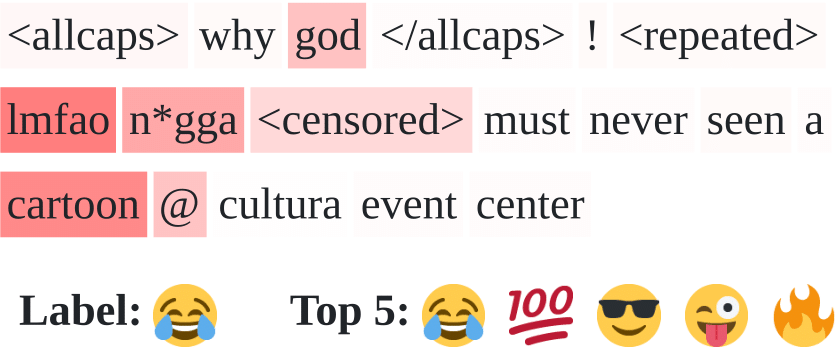 <allcaps> why god </allcaps> ! <repeated>
lmfao n*gga <censored> must never seen a
cartoon @ cultura event center
Label: 😂 Top 5: 😂 💯 😎 😜 🔥